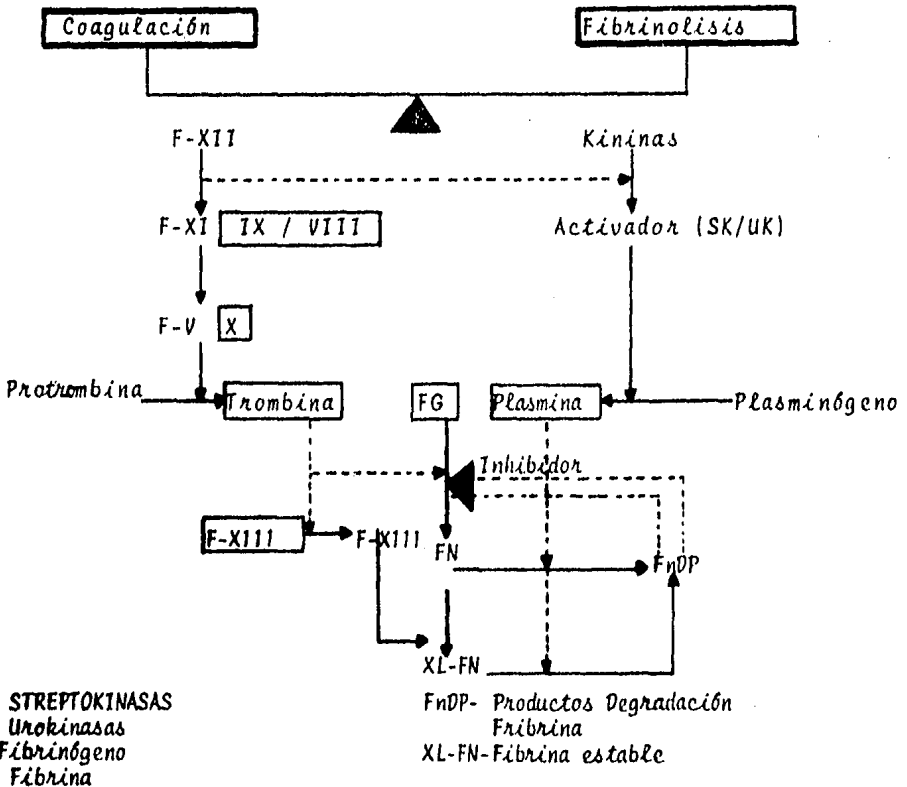 Coagulación
Fibrinolisis
F-XII
Kininas
F-XI IX / VIII
Activador (SK/UK)
F-V X
Protrombina
Trombina
FG
Plasmina
Plasminógeno
Inhibidor
F-XIII
F-XIII
FN
FnDP
XL-FN
STREPTOKINASAS
Urokinasas
Fibrinógeno
Fibrina
FnDP- Productos Degradación
Fribrina
XL-FN-Fibrina estable